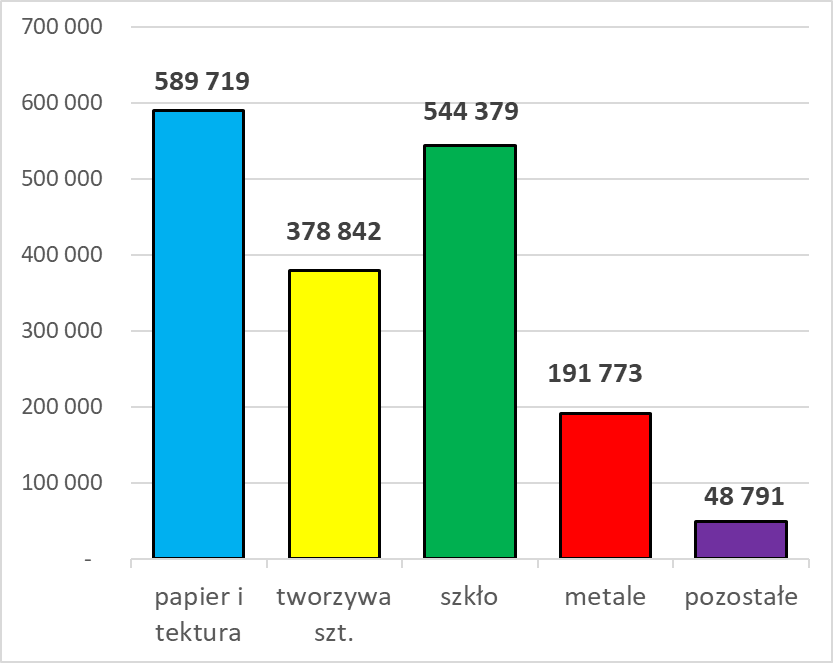 700 000
600 000
500 000
400 000
300 000
200 000
100 000
-
589 719
378 842
544 379
191 773
48 791
papier i
tektura
tworzywa
szt.
szkło
metale
pozostałe